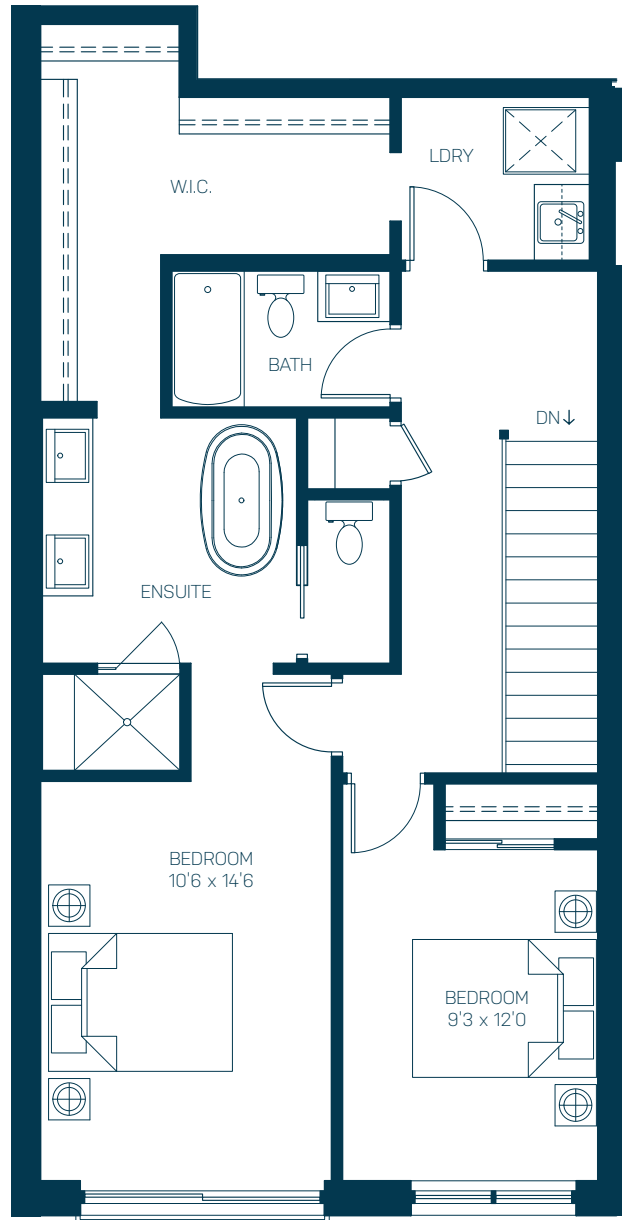 LDRY
W.I.C.
BATH
DN↓
ENSUITE
BEDROOM
10'6 x 14'6
BEDROOM
9'3 x 12'0